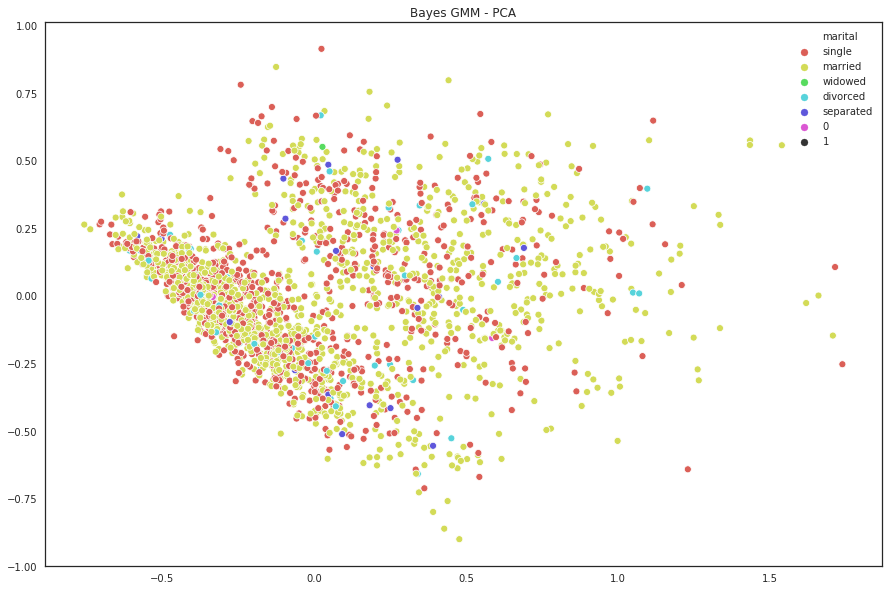 Bayes GMM - PCA
marital
single
married
widowed
divorced
separated
0
1
1.00
0.75
0.50
0.25
0.00
−0.25
−0.50
−0.75
−1.00
−0.5 0.0 0.5 1.0 1.5